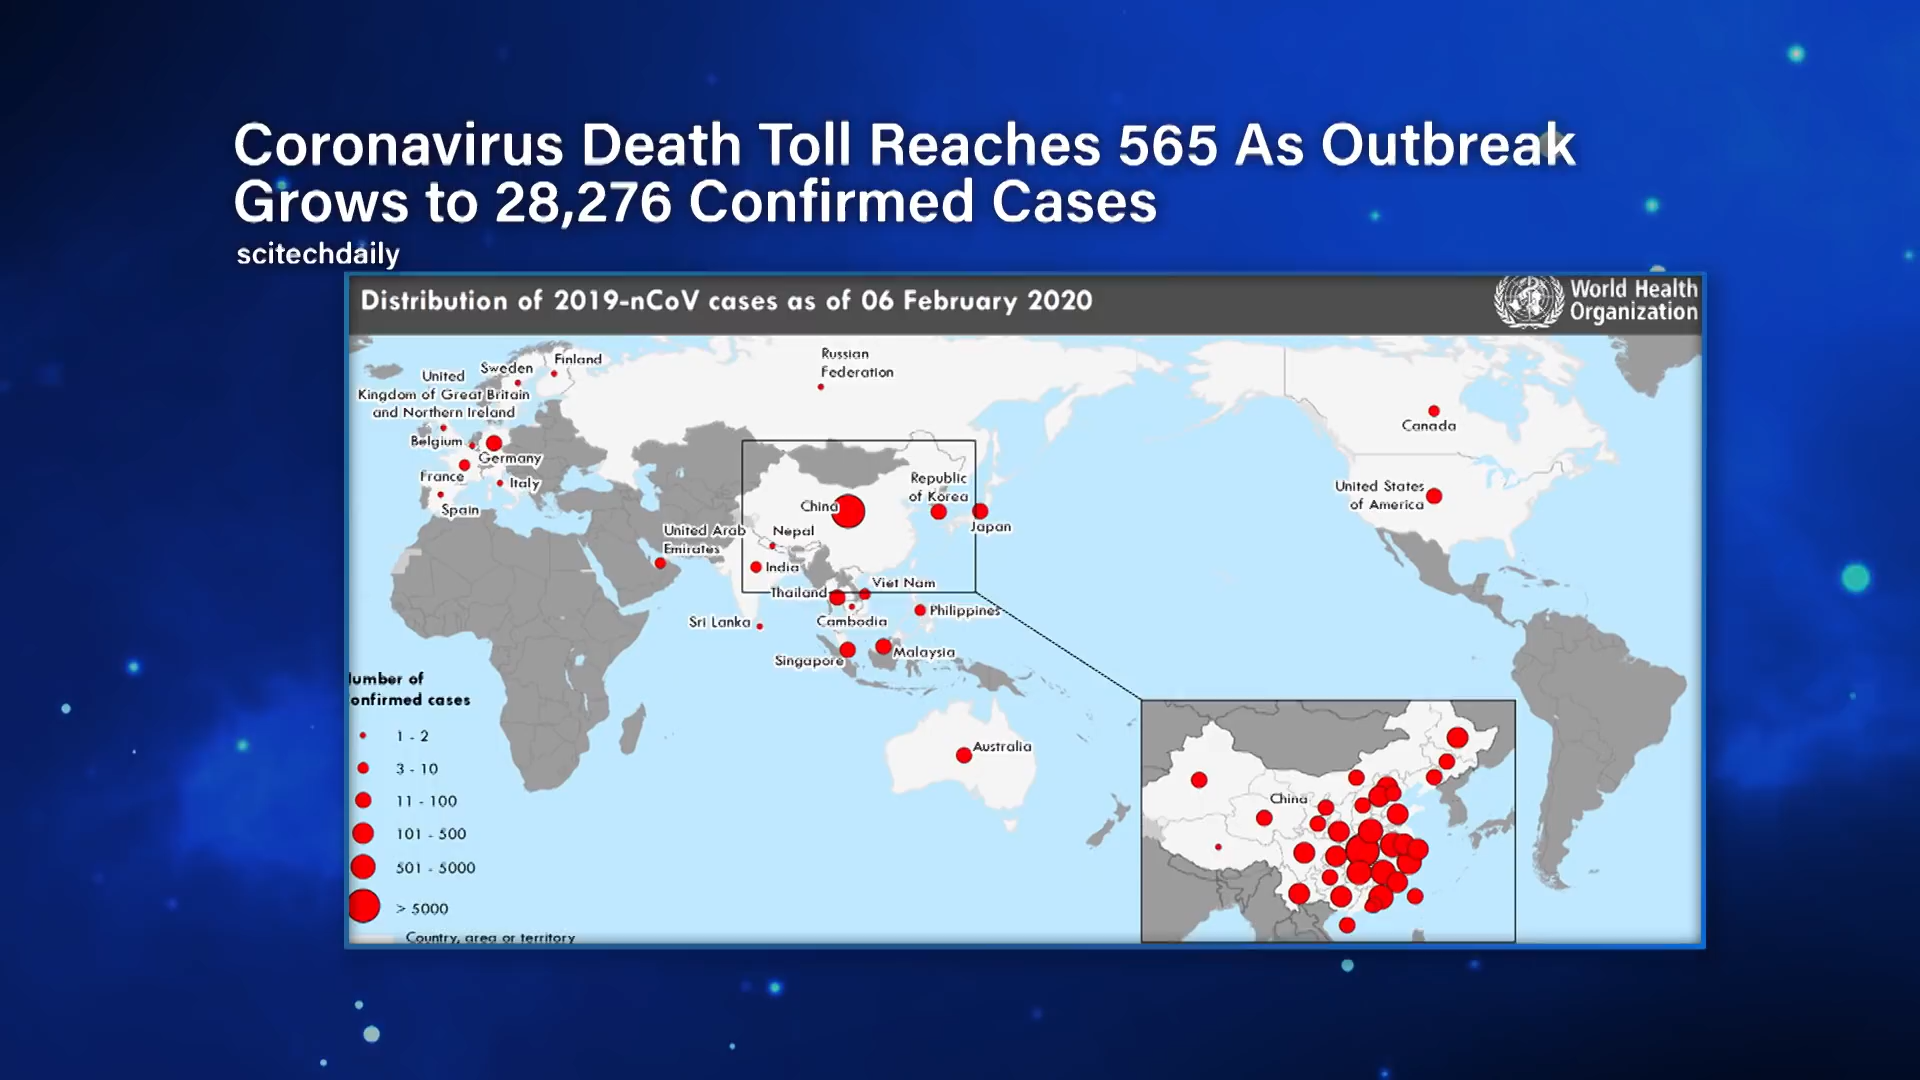 Coronavirus Death Toll Reaches 565 As Outbreak
Grows to 28,276 Confirmed Cases
scitechdaily
Distribution of 2019-nCoV cases as of 06 February 2020
World Health
Organization
Finland
Sweden
United
Kingdom of Great Britain
and Northern Ireland
Belgium
Germany
France
Italy
Spain
Russian
Federation
Canada
United States
of America
Republic
of Korea
China
Japan
United Arab
Emirates
Nepal
India
Viet Nam
Thailand
Philippines
Sri Lanka
Cambodia
Singapore
Malaysia
Australia
China
umber of
onfirmed cases
1 - 2
3 - 10
11 - 100
101 - 500
501 - 5000
> 5000
Country, area or territory